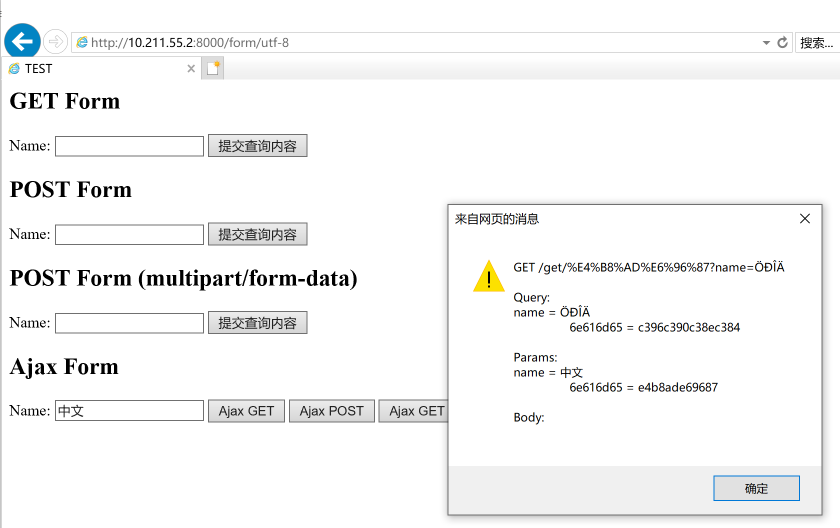 http://10.211.55.2:8000/form/utf-8
搜索...
TEST
GET Form
Name: 提交查询内容
POST Form
Name: 提交查询内容
POST Form (multipart/form-data)
Name: 提交查询内容
Ajax Form
Name: 中文 Ajax GET Ajax POST Ajax GET
来自网页的消息
GET /get/%E4%B8%AD%E6%96%87?name=ÖÐÎÄ
Query:
name = ÖÐÎÄ
6e616d65 = c396c390c38ec384
Params:
name = 中文
6e616d65 = e4b8ade69687
Body:
确定